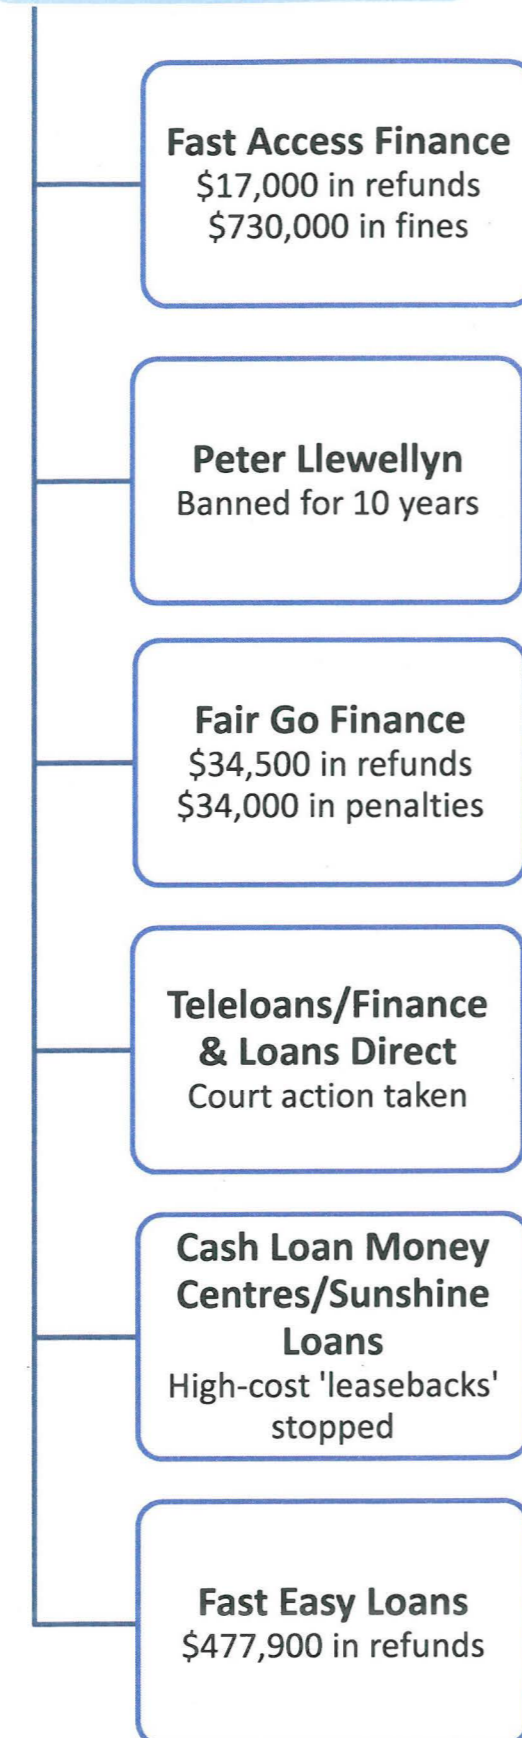 Fast Access Finance
$17,000 in refunds
$730,000 in fines
Peter Llewellyn
Banned for 10 years
Fair Go Finance
$34,500 in refunds
$34,000 in penalties
Teleloans/Finance
& Loans Direct
Court action taken
Cash Loan Money
Centres/Sunshine
Loans
High-cost 'leasebacks'
stopped
Fast Easy Loans
$477,900 in refunds